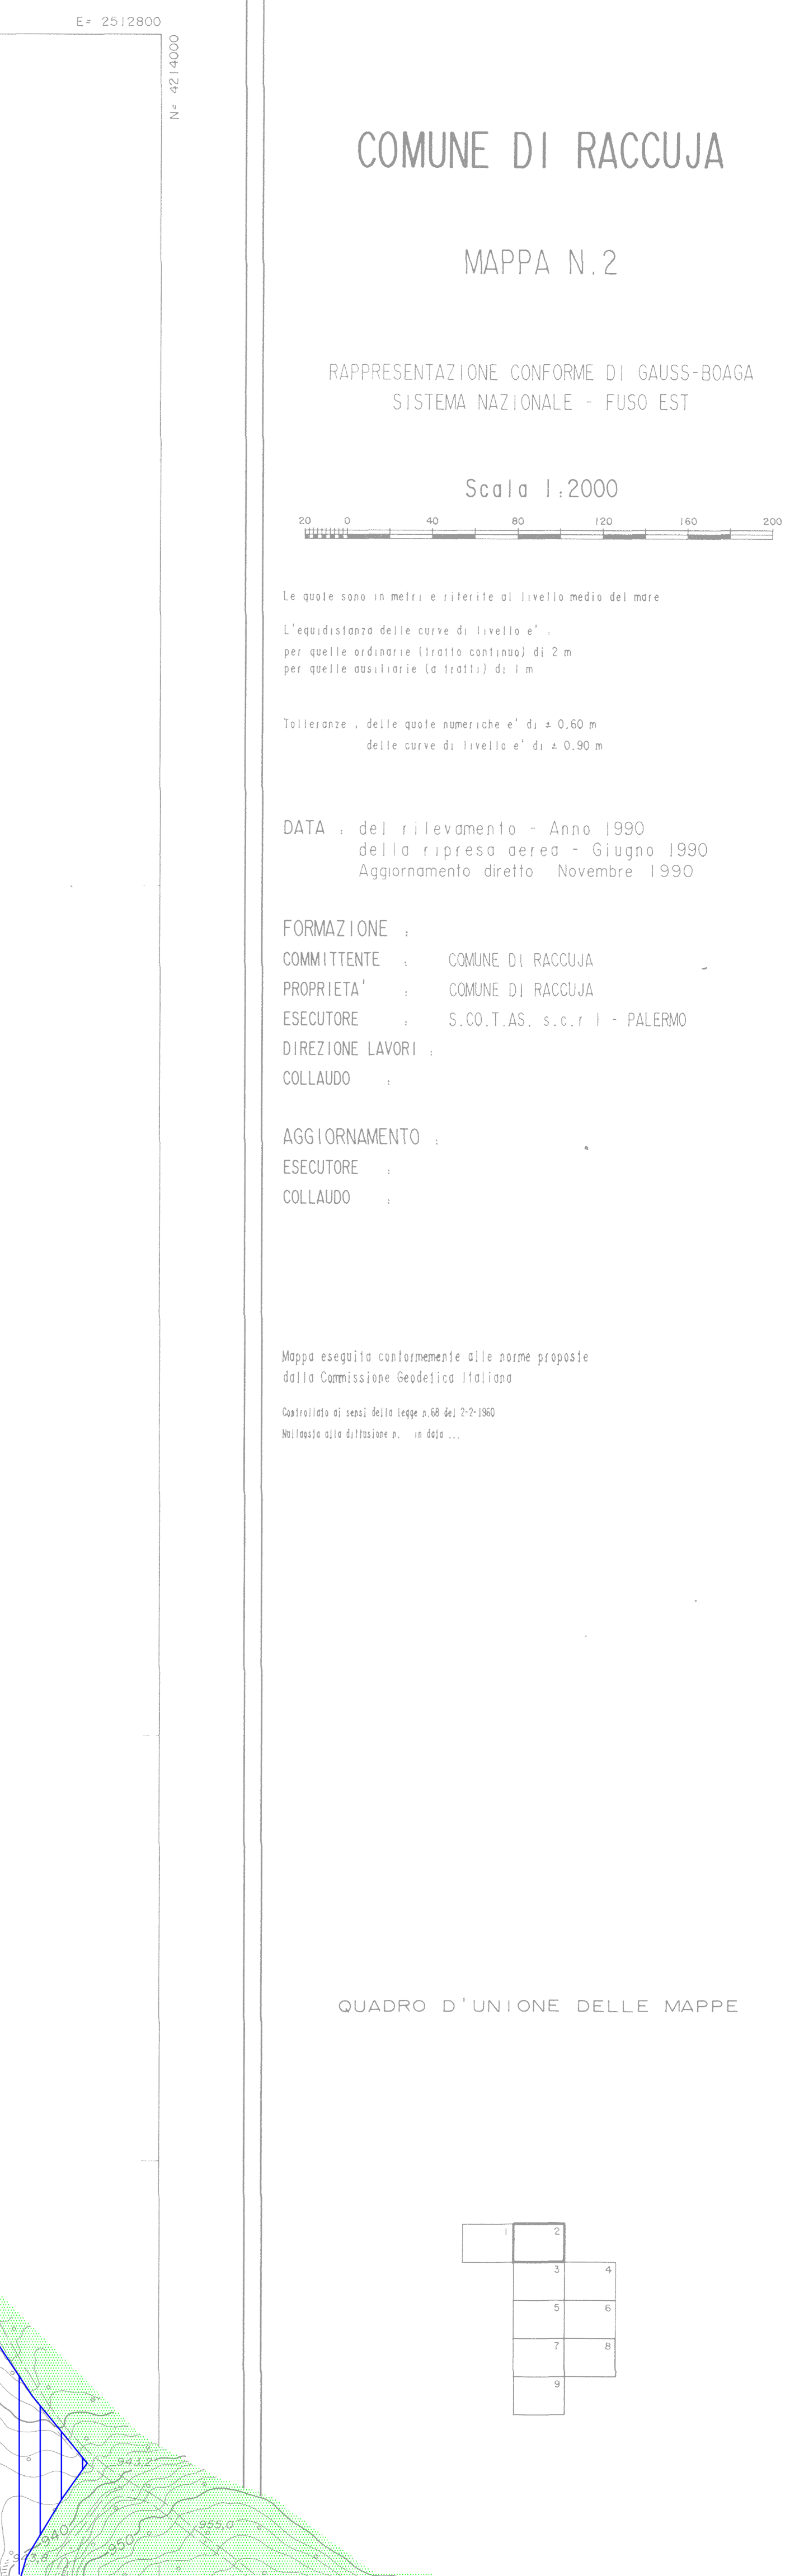 E= 2512800
N= 4214000
COMUNE DI RACCUJA
MAPPA N.2
RAPPRESENTAZIONE CONFORME DI GAUSS-BOAGA
SISTEMA NAZIONALE - FUSO EST
Scala 1:2000
20 0 40 80 120 160 200
Le quote sono in metri e riferite al livello medio del mare
L'equidistanza delle curve di livello e' :
per quelle ordinarie (tratto continuo) di 2 m
per quelle ausiliarie (a tratti) di 1 m
Tolleranze : delle quote numeriche e' di ± 0.60 m
delle curve di livello e' di ± 0.90 m
DATA : del rilevamento - Anno 1990
della ripresa aerea - Giugno 1990
Aggiornamento diretto Novembre 1990
FORMAZIONE :
COMMITTENTE : COMUNE DI RACCUJA
PROPRIETA' : COMUNE DI RACCUJA
ESECUTORE : S.CO.T.AS. s.c.r l - PALERMO
DIREZIONE LAVORI :
COLLAUDO :
AGGIORNAMENTO :
ESECUTORE :
COLLAUDO :
Mappa eseguita conformemente alle norme proposte
dalla Commissione Geodetica Italiana
Controllato ai sensi della legge n.68 del 2-2-1960
Nullaosta alla diffusione n. in data ...
QUADRO D'UNIONE DELLE MAPPE
1 2
3 4
5 6
7 8
9
943,2
955,0
940
950
943,8